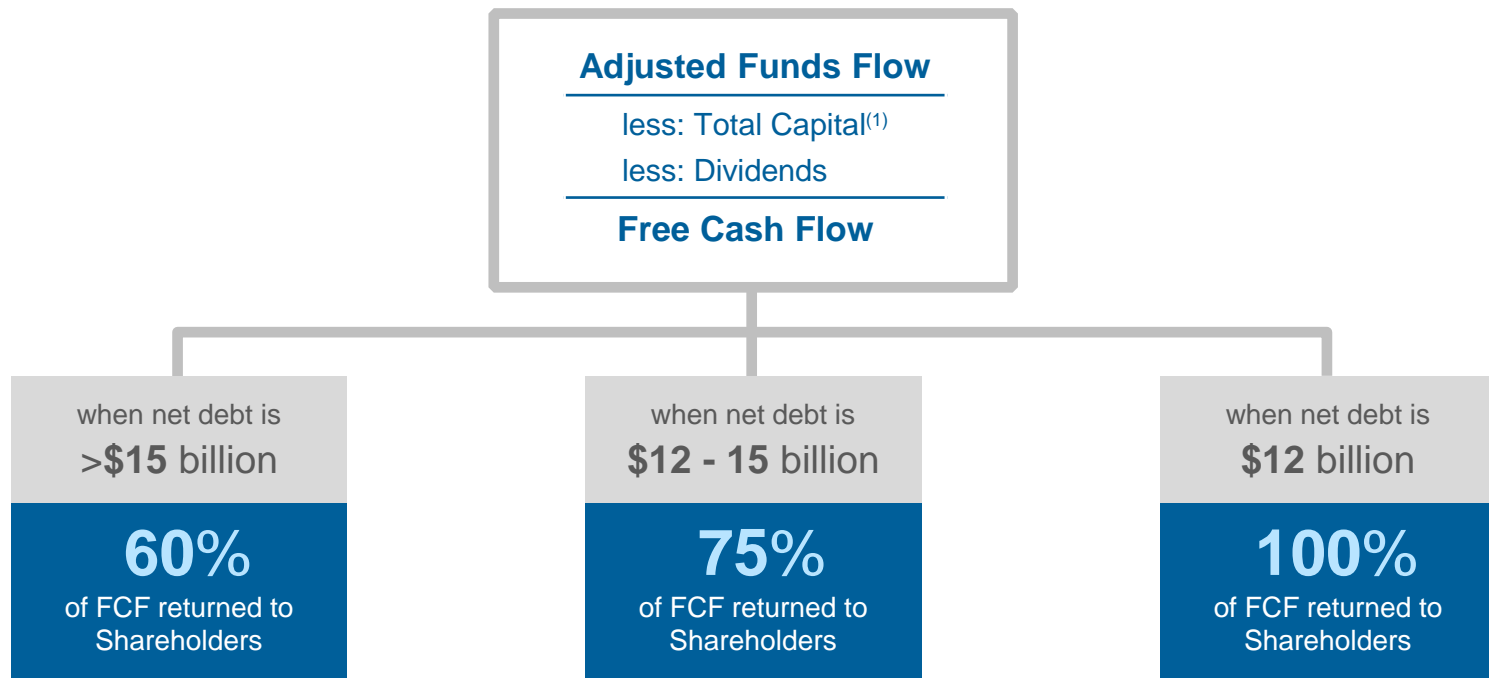 Adjusted Funds Flow
less: Total Capital(1)
less: Dividends
Free Cash Flow
when net debt is
>$15 billion
60%
of FCF returned to
Shareholders
when net debt is
$12 - 15 billion
75%
of FCF returned to
Shareholders
when net debt is
$12 billion
100%
of FCF returned to
Shareholders